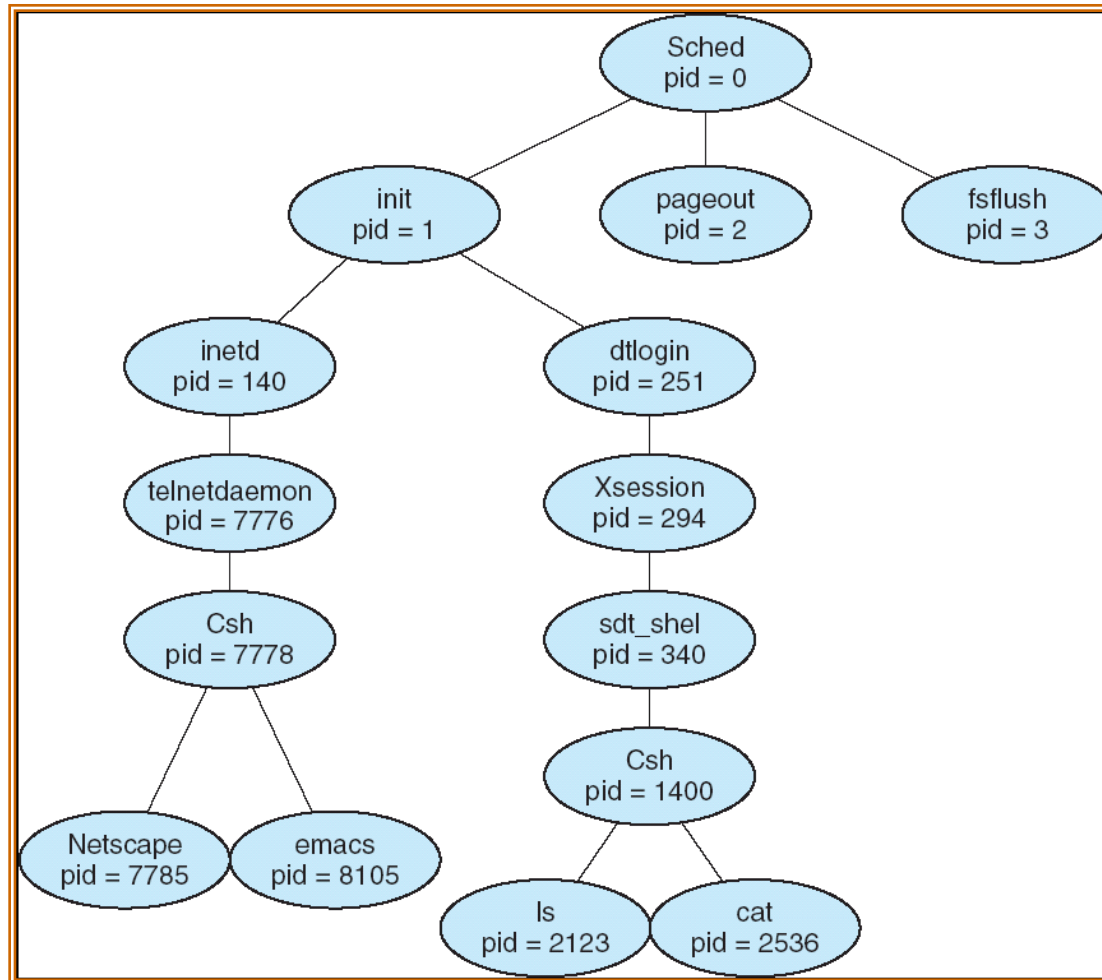 Sched
pid = 0
init
pid = 1
pageout
pid = 2
fsflush
pid = 3
inetd
pid = 140
dtlogin
pid = 251
telnetdaemon
pid = 7776
Xsession
pid = 294
Csh
pid = 7778
sdt_shel
pid = 340
Csh
pid = 1400
Netscape
pid = 7785
emacs
pid = 8105
ls
pid = 2123
cat
pid = 2536